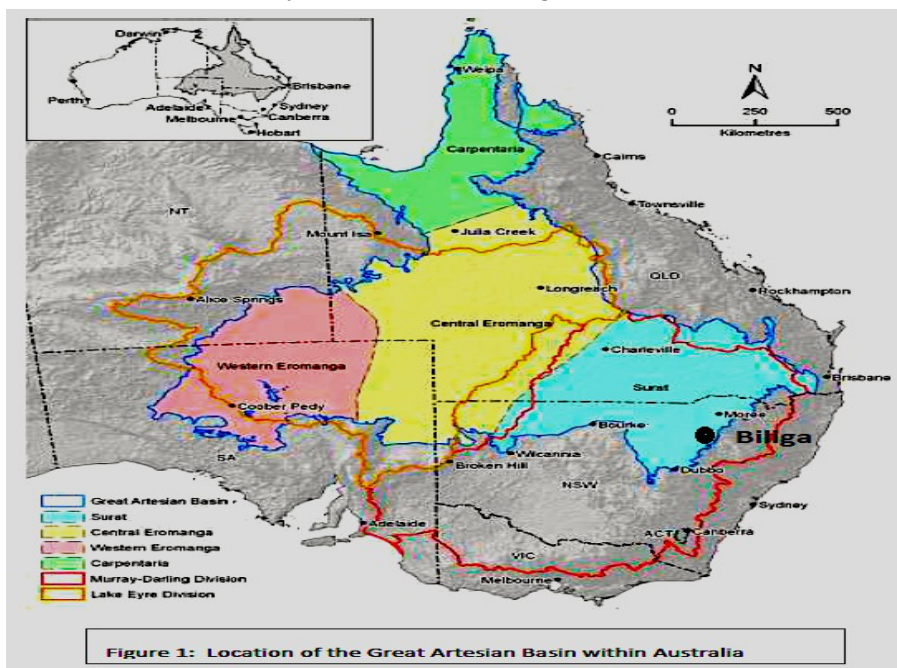 Darwin
Perth
Brisbane
Adelaide
Sydney
Melbourne
Canberra
Hobart
N
0 250 500
Kilometres
Weipa
Carpentaria
Cairns
Townsville
NT
Mount Isa
Julia Creek
QLD
Alice Springs
Longreach
Rockhampton
Central Eromanga
Charleville
Western Eromanga
Surat
Brisbane
Coober Pedy
Moree
Bourke
Biliga
SA
Wilcannia
Broken Hill
Dubbo
NSW
Sydney
Adelaide
ACT
Canberra
VIC
Melbourne
Great Artesian Basin
Surat
Central Eromanga
Western Eromanga
Carpentaria
Murray-Darling Division
Lake Eyre Division
Figure 1: Location of the Great Artesian Basin within Australia